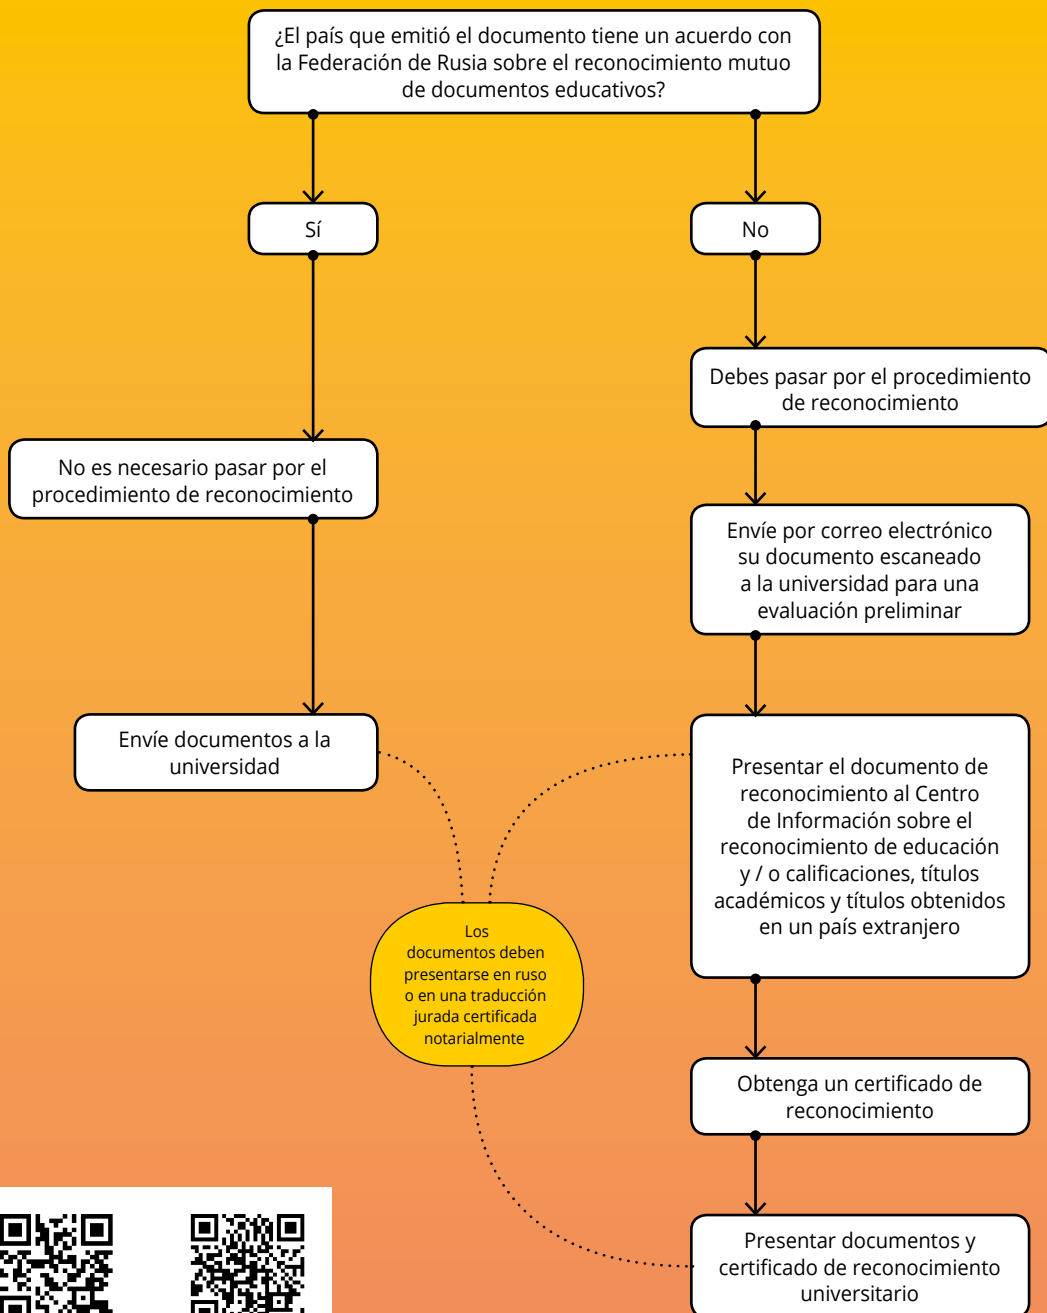 ¿El país que emitió el documento tiene un acuerdo con
la Federación de Rusia sobre el reconocimiento mutuo
de documentos educativos?
Sí
No
Debes pasar por el procedimiento
de reconocimiento
No es necesario pasar por el
procedimiento de reconocimiento
Envíe por correo electrónico
su documento escaneado
a la universidad para una
evaluación preliminar
Envíe documentos a la
universidad
Presentar el documento de
reconocimiento al Centro
de Información sobre el
reconocimiento de educación
y / o calificaciones, títulos
académicos y títulos obtenidos
en un país extranjero
Los
documentos deben
presentarse en ruso
o en una traducción
jurada certificada
notarialmente
Obtenga un certificado de
reconocimiento
Presentar documentos y
certificado de reconocimiento
universitario